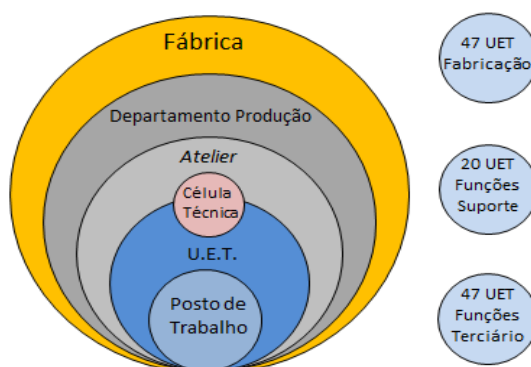 Fábrica
Departamento Produção
Atelier
Célula
Técnica
U.E.T.
Posto de
Trabalho
47 UET
Fabricação
20 UET
Funções
Suporte
47 UET
Funções
Terciário